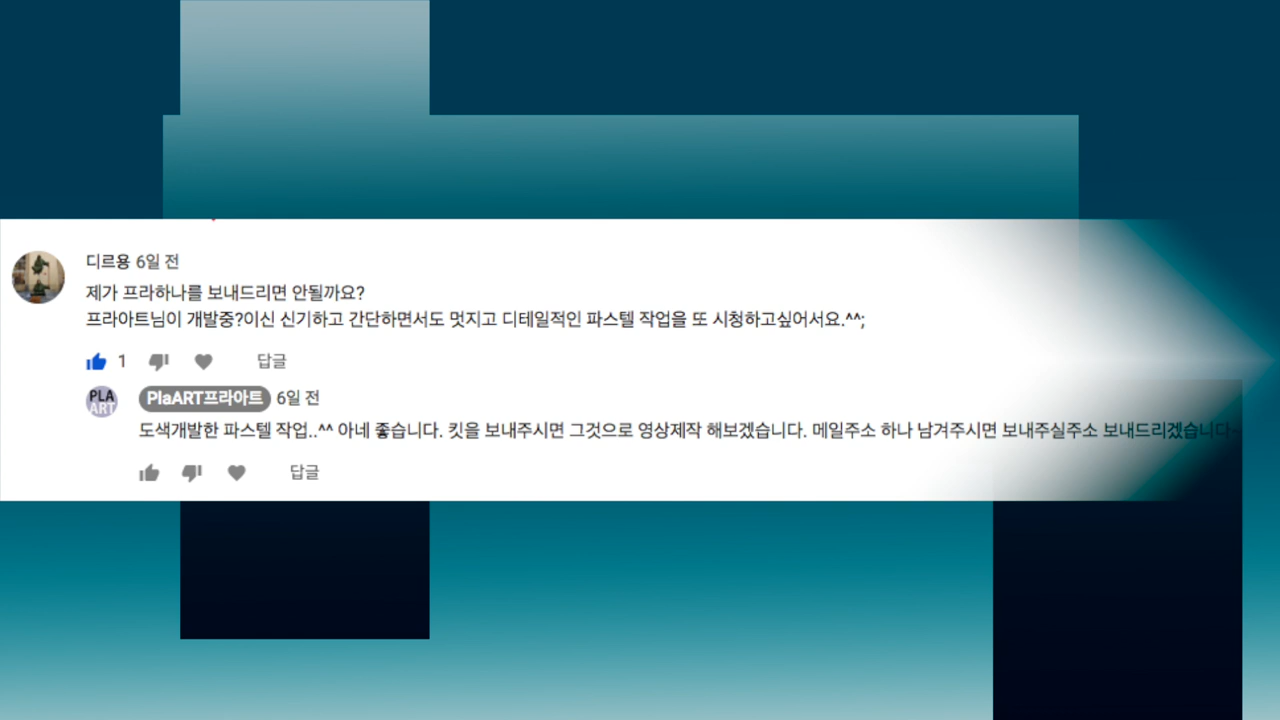 디르용 6일 전
제가 프라하나를 보내드리면 안될까요?
프라아트님이 개발중?이신 신기하고 간단하면서도 멋지고 디테일적인 파스텔 작업을 또 시청하고싶어서요.^^;
1 답글
PLA
ART
PlaART프라아트 6일 전
도색개발한 파스텔 작업..^^ 아네 좋습니다. 킷을 보내주시면 그것으로 영상제작 해보겠습니다. 메일주소 하나 남겨주시면 보내주실주소 보내드리겠습니다~
답글